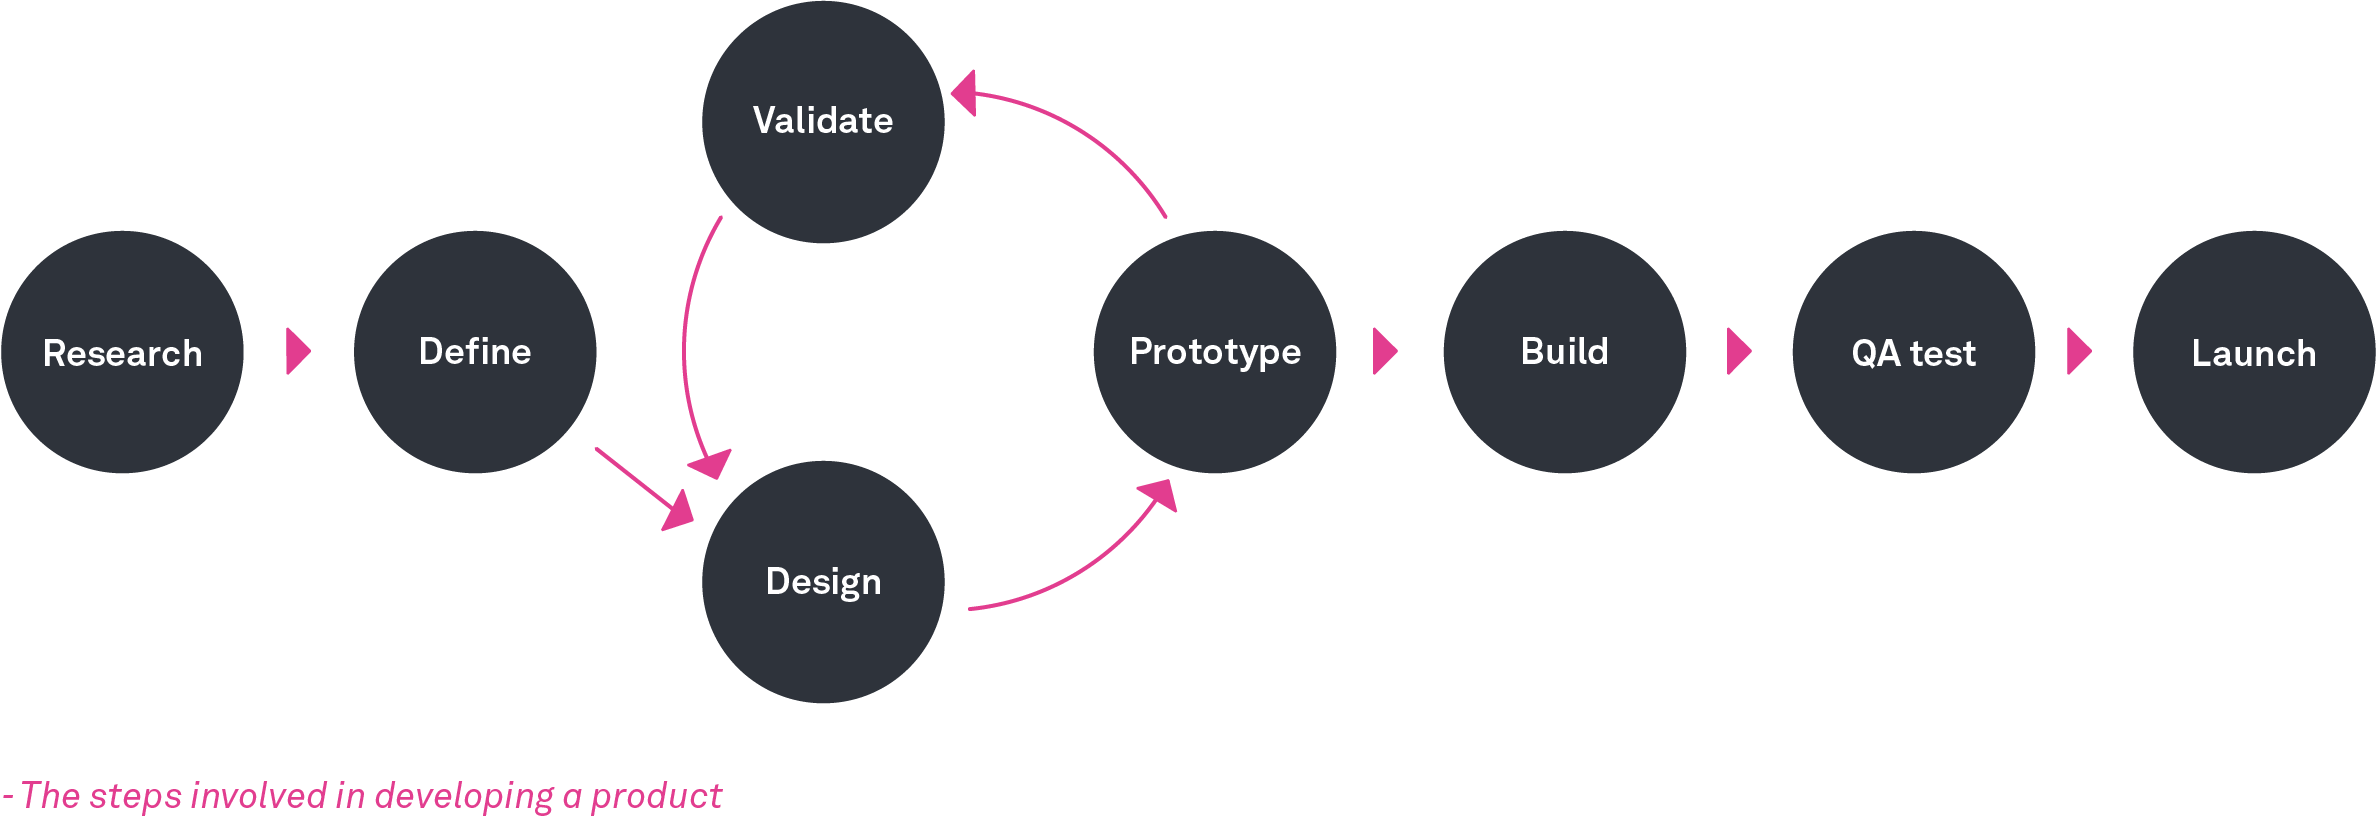 Validate
Research
Define
Prototype
Build
QA test
Launch
Design
- The steps involved in developing a product